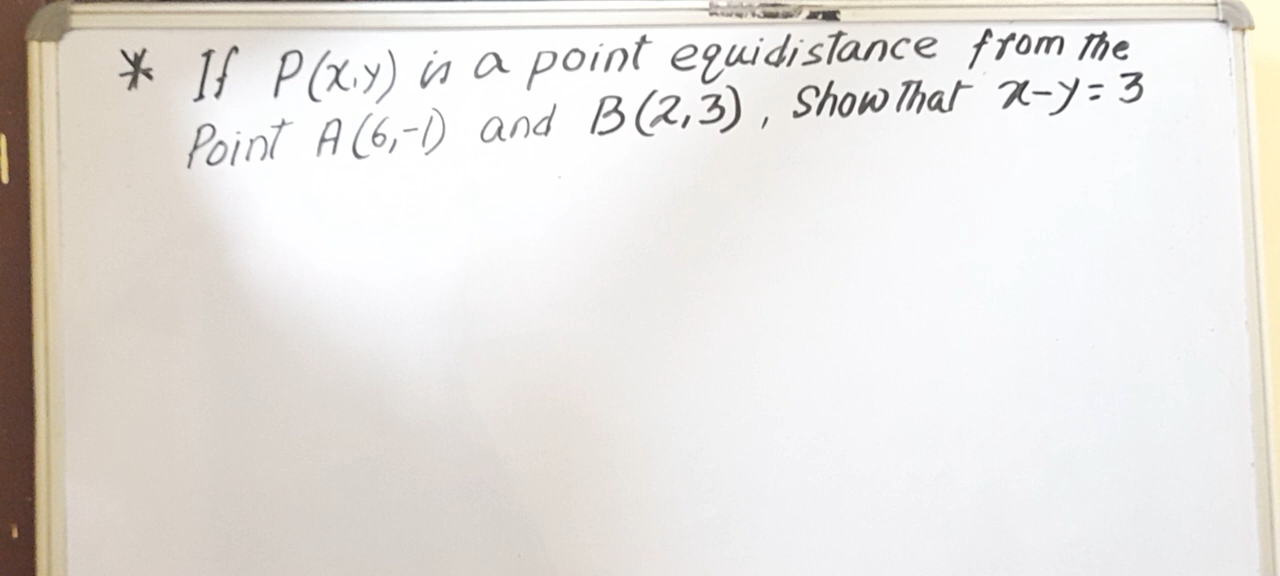 * If P(x,y) is a point equidistance from the
Point A(6,-1) and B(2,3), Show That x-y=3